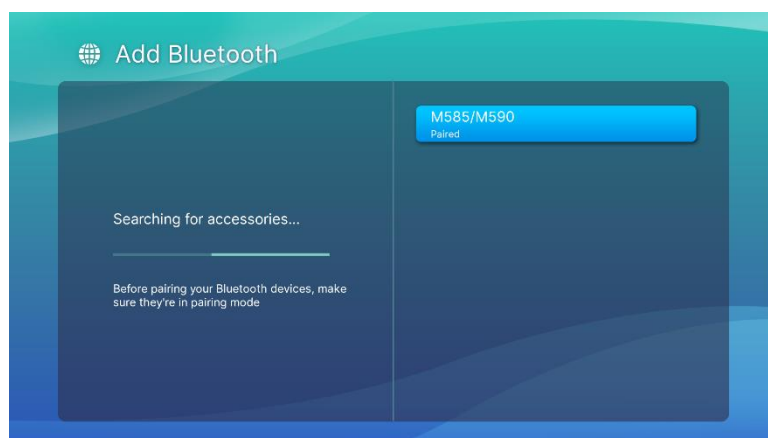 Add Bluetooth
M585/M590
Paired
Searching for accessories...
Before pairing your Bluetooth devices, make
sure they're in pairing mode